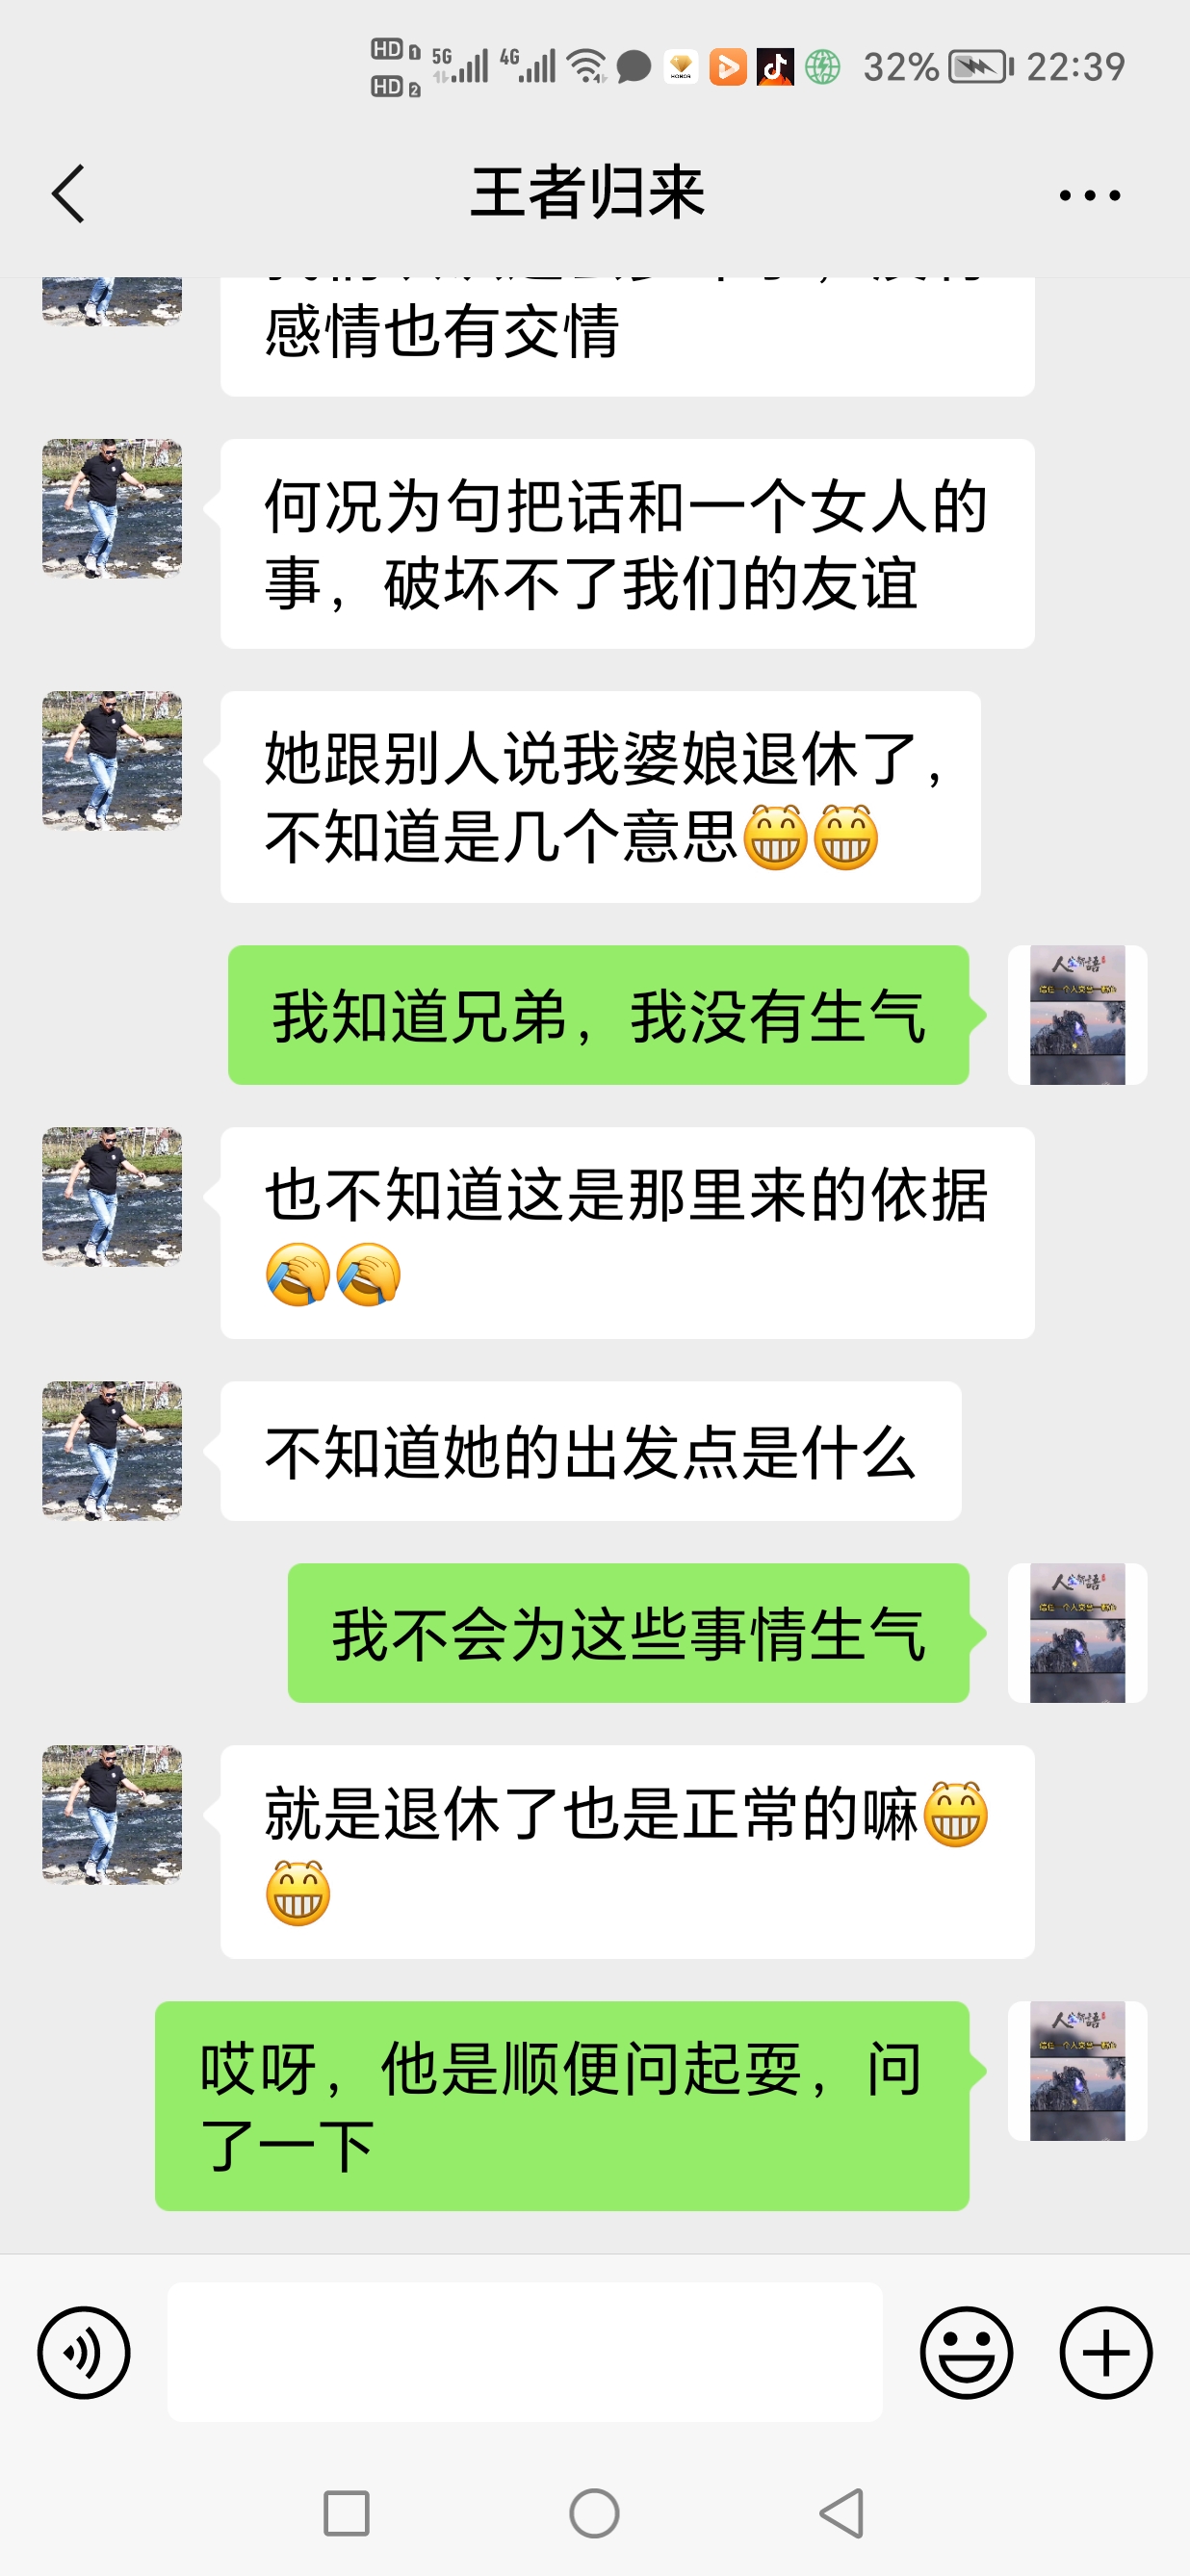 HD 1
HD 2
5G
4G
HONOR
32%
22:39
王者归来
感情也有交情
何况为句把话和一个女人的
事，破坏不了我们的友谊
她跟别人说我婆娘退休了，
不知道是几个意思😁😁
我知道兄弟，我没有生气
也不知道这是那里来的依据
🤦🤦
不知道她的出发点是什么
我不会为这些事情生气
就是退休了也是正常的嘛😁
😁
哎呀，他是顺便问起耍，问
了一下